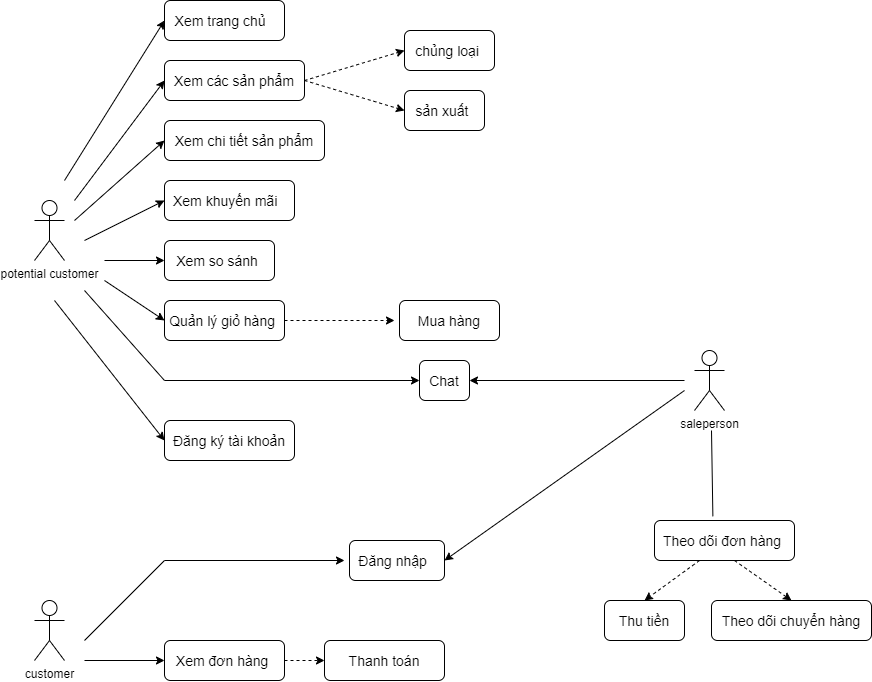 Xem trang chủ
chủng loại
Xem các sản phẩm
sản xuất
Xem chi tiết sản phẩm
Xem khuyến mãi
Xem so sánh
potential customer
Quản lý giỏ hàng
Mua hàng
Chat
saleperson
Đăng ký tài khoản
Theo dõi đơn hàng
Đăng nhập
Thu tiền
Theo dõi chuyển hàng
Xem đơn hàng
Thanh toán
customer